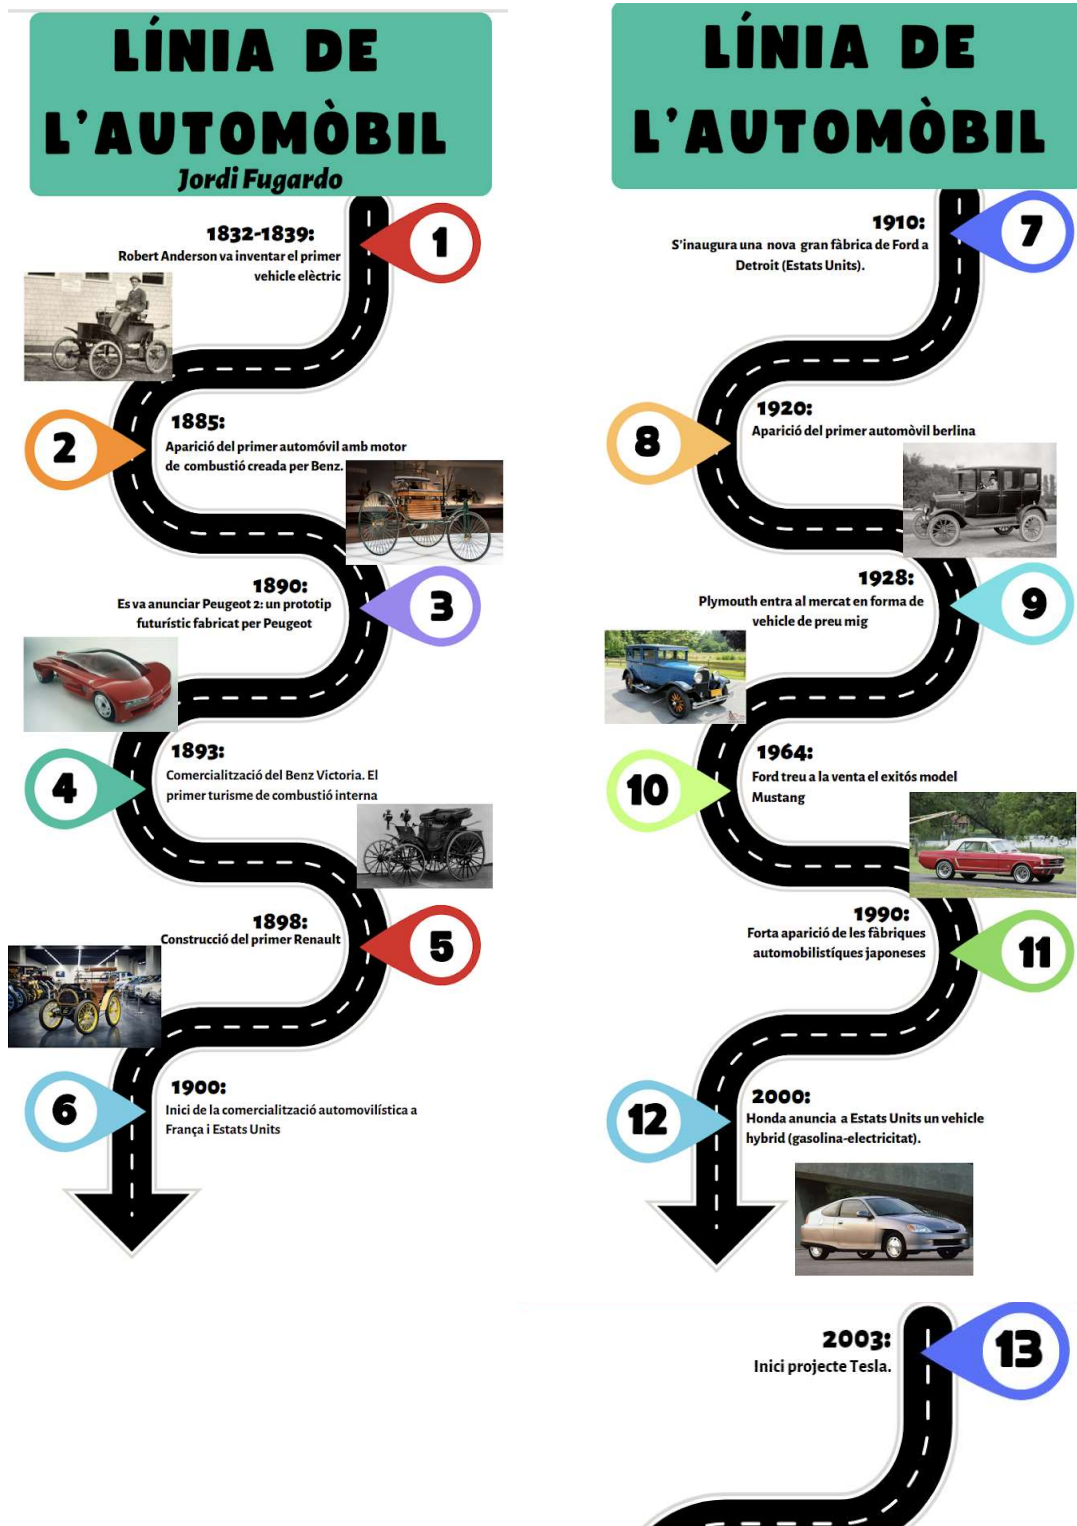 LÍNIA DE
L'AUTOMÒBIL
Jordi Fugardo
1
1832-1839:
Robert Anderson va inventar el primer
vehicle elèctric
2
1885:
Aparició del primer automóvil amb motor
de combustió creada per Benz.
3
1890:
Es va anunciar Peugeot 2: un prototip
futurístic fabricat per Peugeot
4
1893:
Comercialització del Benz Victoria. El
primer turisme de combustió interna
5
1898:
Construcció del primer Renault
6
1900:
Inici de la comercialització automovilística a
França i Estats Units
LÍNIA DE
L'AUTOMÒBIL
7
1910:
S'inaugura una nova gran fàbrica de Ford a
Detroit (Estats Units).
8
1920:
Aparició del primer automòvil berlina
9
1928:
Plymouth entra al mercat en forma de
vehicle de preu mig
10
1964:
Ford treu a la venta el exitós model
Mustang
11
1990:
Forta aparició de les fàbriques
automobilistíques japoneses
12
2000:
Honda anuncia a Estats Units un vehicle
hybrid (gasolina-electricitat).
13
2003:
Inici projecte Tesla.